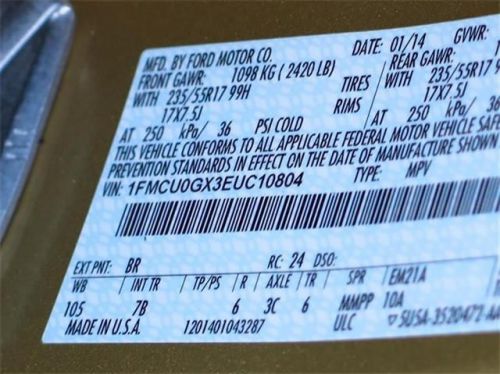 MFD. BY FORD MOTOR CO.
DATE: 01/14
GVWR:
FRONT GAWR: 1098 KG ( 2420 LB)
REAR GAWR:
WITH 235/55R17 99H
TIRES
WITH 235/55R17
17X7.5J
RIMS
17X7.5J
AT 250 kPa/ 36 PSI COLD
AT 250 kPa/
THIS VEHICLE CONFORMS TO ALL APPLICABLE FEDERAL MOTOR VEHICLE
PREVENTION STANDARDS IN EFFECT ON THE DATE OF MANUFACTURE SHOWN
VIN: 1FMCU0GX3EUC10804
TYPE: MPV
EXT PNT: BR
RC: 24 DSO:
WB INT TR TP/PS R AXLE TR SPR EM21A
105 7B 6 3C 6 MMPP 10A
MADE IN U.S.A.
1201401043287
ULC
5USA-3520472-